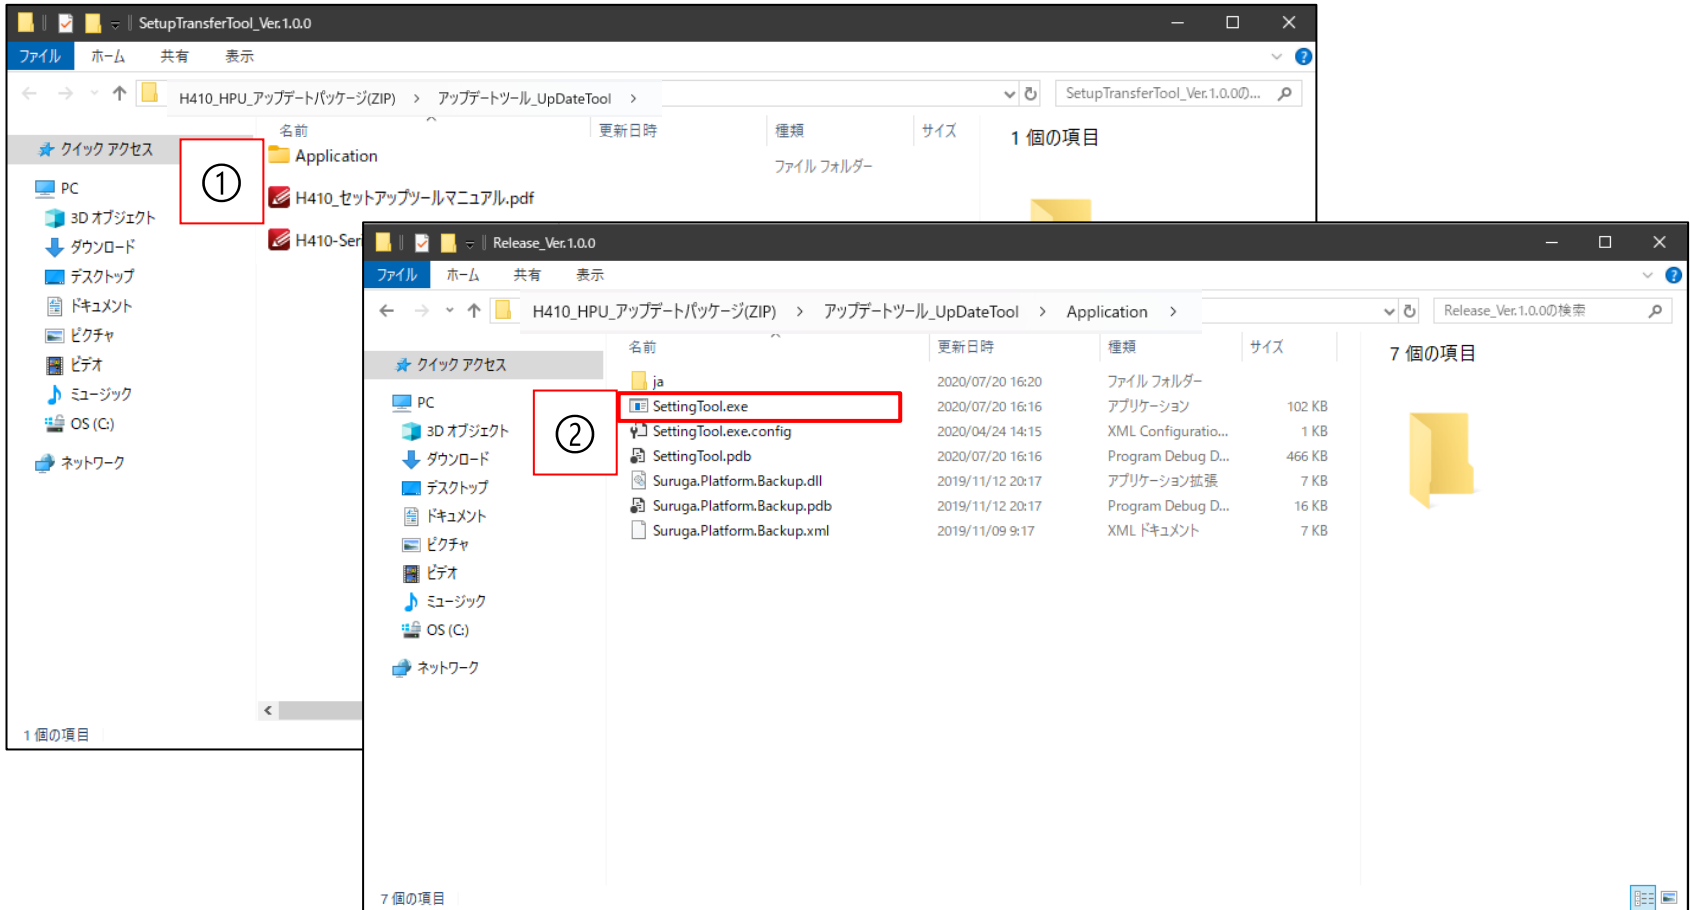 SetupTransferTool_Ver.1.0.0
ファイル ホーム 共有 表示
H410_HPU_アップデートパッケージ(ZIP) > アップデートツール_UpDateTool >
SetupTransferTool_Ver.1.0.0の...
名前 更新日時 種類 サイズ
1 個の項目
クイック アクセス
PC
3D オブジェクト
ダウンロード
デスクトップ
ドキュメント
ピクチャ
ビデオ
ミュージック
OS (C:)
ネットワーク
①
Application ファイル フォルダー
H410_セットアップツールマニュアル.pdf
H410-Seri
1 個の項目
Release_Ver.1.0.0
ファイル ホーム 共有 表示
H410_HPU_アップデートパッケージ(ZIP) > アップデートツール_UpDateTool > Application >
Release_Ver.1.0.0の検索
名前 更新日時 種類 サイズ
7 個の項目
クイック アクセス
PC
3D オブジェクト
ダウンロード
デスクトップ
ドキュメント
ピクチャ
ビデオ
ミュージック
OS (C:)
ネットワーク
②
ja 2020/07/20 16:20 ファイル フォルダー
SettingTool.exe 2020/07/20 16:16 アプリケーション 102 KB
SettingTool.exe.config 2020/04/24 14:15 XML Configuratio... 1 KB
SettingTool.pdb 2020/07/20 16:16 Program Debug D... 466 KB
Suruga.Platform.Backup.dll 2019/11/12 20:17 アプリケーション拡張 7 KB
Suruga.Platform.Backup.pdb 2019/11/12 20:17 Program Debug D... 16 KB
Suruga.Platform.Backup.xml 2019/11/09 9:17 XML ドキュメント 7 KB
7 個の項目